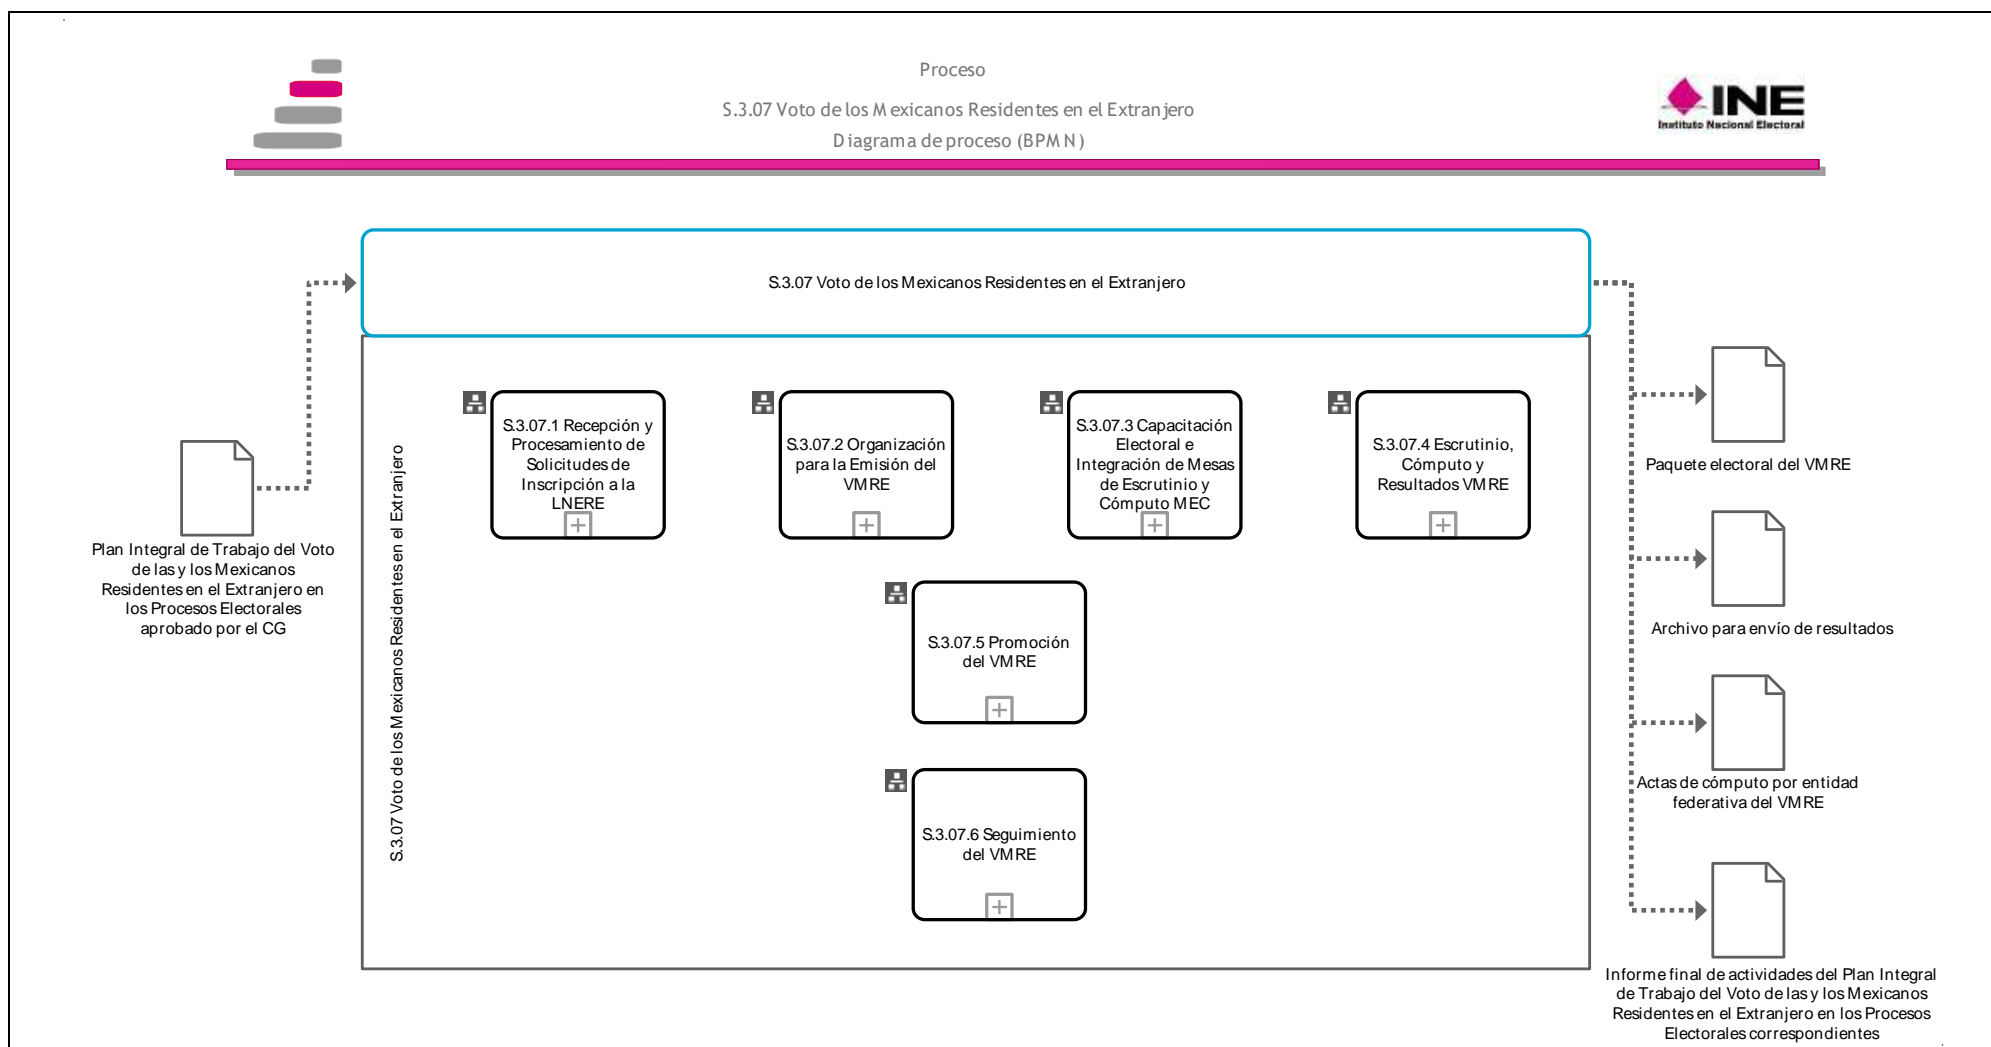 Proceso
S.3.07 Voto de los Mexicanos Residentes en el Extranjero
Diagrama de proceso (BPMN)
INE
Instituto Nacional Electoral
S.3.07 Voto de los Mexicanos Residentes en el Extranjero
S.3.07 Voto de los Mexicanos Residentes en el Extranjero
Plan Integral de Trabajo del Voto
de las y los Mexicanos
Residentes en el Extranjero en
los Procesos Electorales
aprobado por el CG
S.3.07.1 Recepción y
Procesamiento de
Solicitudes de
Inscripción a la
LNERE
S.3.07.2 Organización
para la Emisión del
VMRE
S.3.07.3 Capacitación
Electoral e
Integración de Mesas
de Escrutinio y
Cómputo MEC
S.3.07.4 Escrutinio,
Cómputo y
Resultados VMRE
S.3.07.5 Promoción
del VMRE
S.3.07.6 Seguimiento
del VMRE
Paquete electoral del VMRE
Archivo para envío de resultados
Actas de cómputo por entidad
federativa del VMRE
Informe final de actividades del Plan Integral
de Trabajo del Voto de las y los Mexicanos
Residentes en el Extranjero en los Procesos
Electorales correspondientes